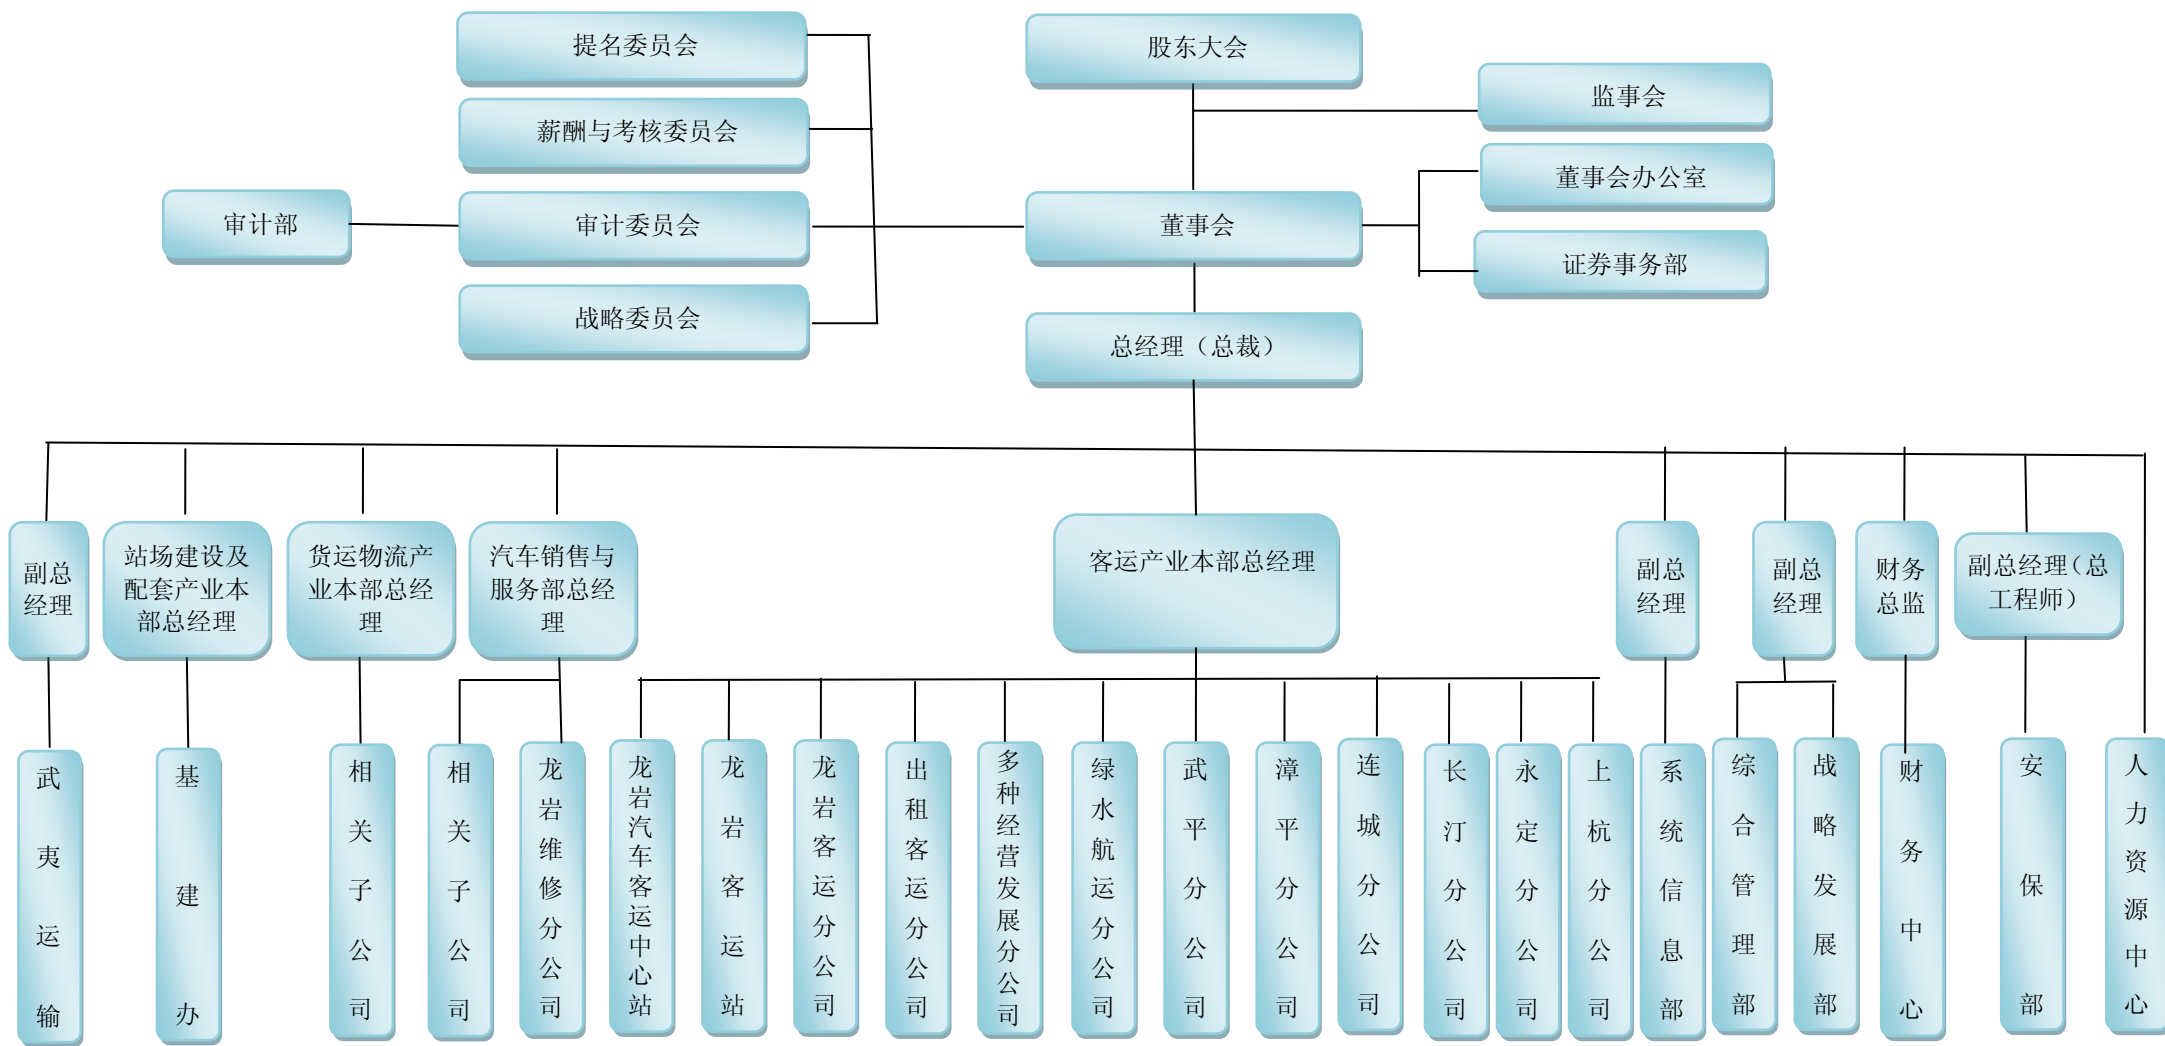 提名委员会
股东大会
监事会
薪酬与考核委员会
董事会办公室
审计部
审计委员会
董事会
证券事务部
战略委员会
总经理（总裁）
副总
经理
站场建设及
配套产业本
部总经理
货运物流产
业本部总经
理
汽车销售与
服务部总经
理
客运产业本部总经理
副总
经理
副总
经理
财务
总监
副总经理（总
工程师）
武夷运输
基建办
相关子公司
相关子公司
龙岩维修分公司
龙岩汽车客运中心站
龙岩客运站
龙岩客运分公司
出租客运分公司
多种经营发展分公司
绿水航运分公司
武平分公司
漳平分公司
连城分公司
长汀分公司
永定分公司
上杭分公司
系统信息部
综合管理部
战略发展部
财务中心
安保部
人力资源中心